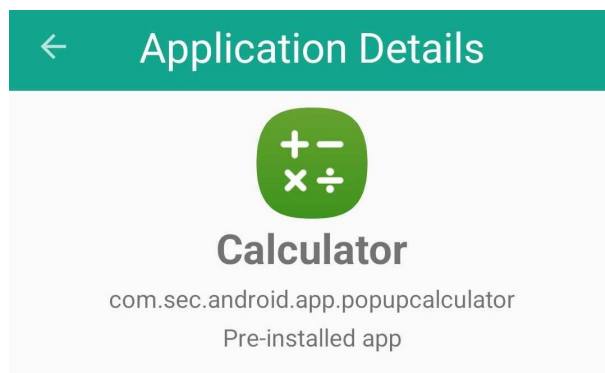 Application Details
Calculator
com.sec.android.app.popupcalculator
Pre-installed app